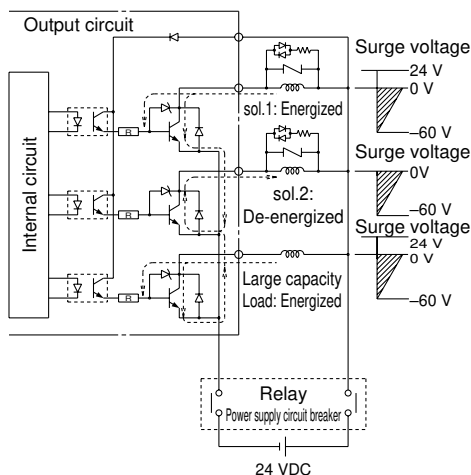 Output circuit
Internal circuit
R
R
R
sol.1: Energized
sol.2:
De-energized
Large capacity
Load: Energized
Surge voltage
24 V
0 V
–60 V
Surge voltage
0V
–60 V
Surge voltage
24 V
0 V
–60 V
Relay
Power supply circuit breaker
24 VDC